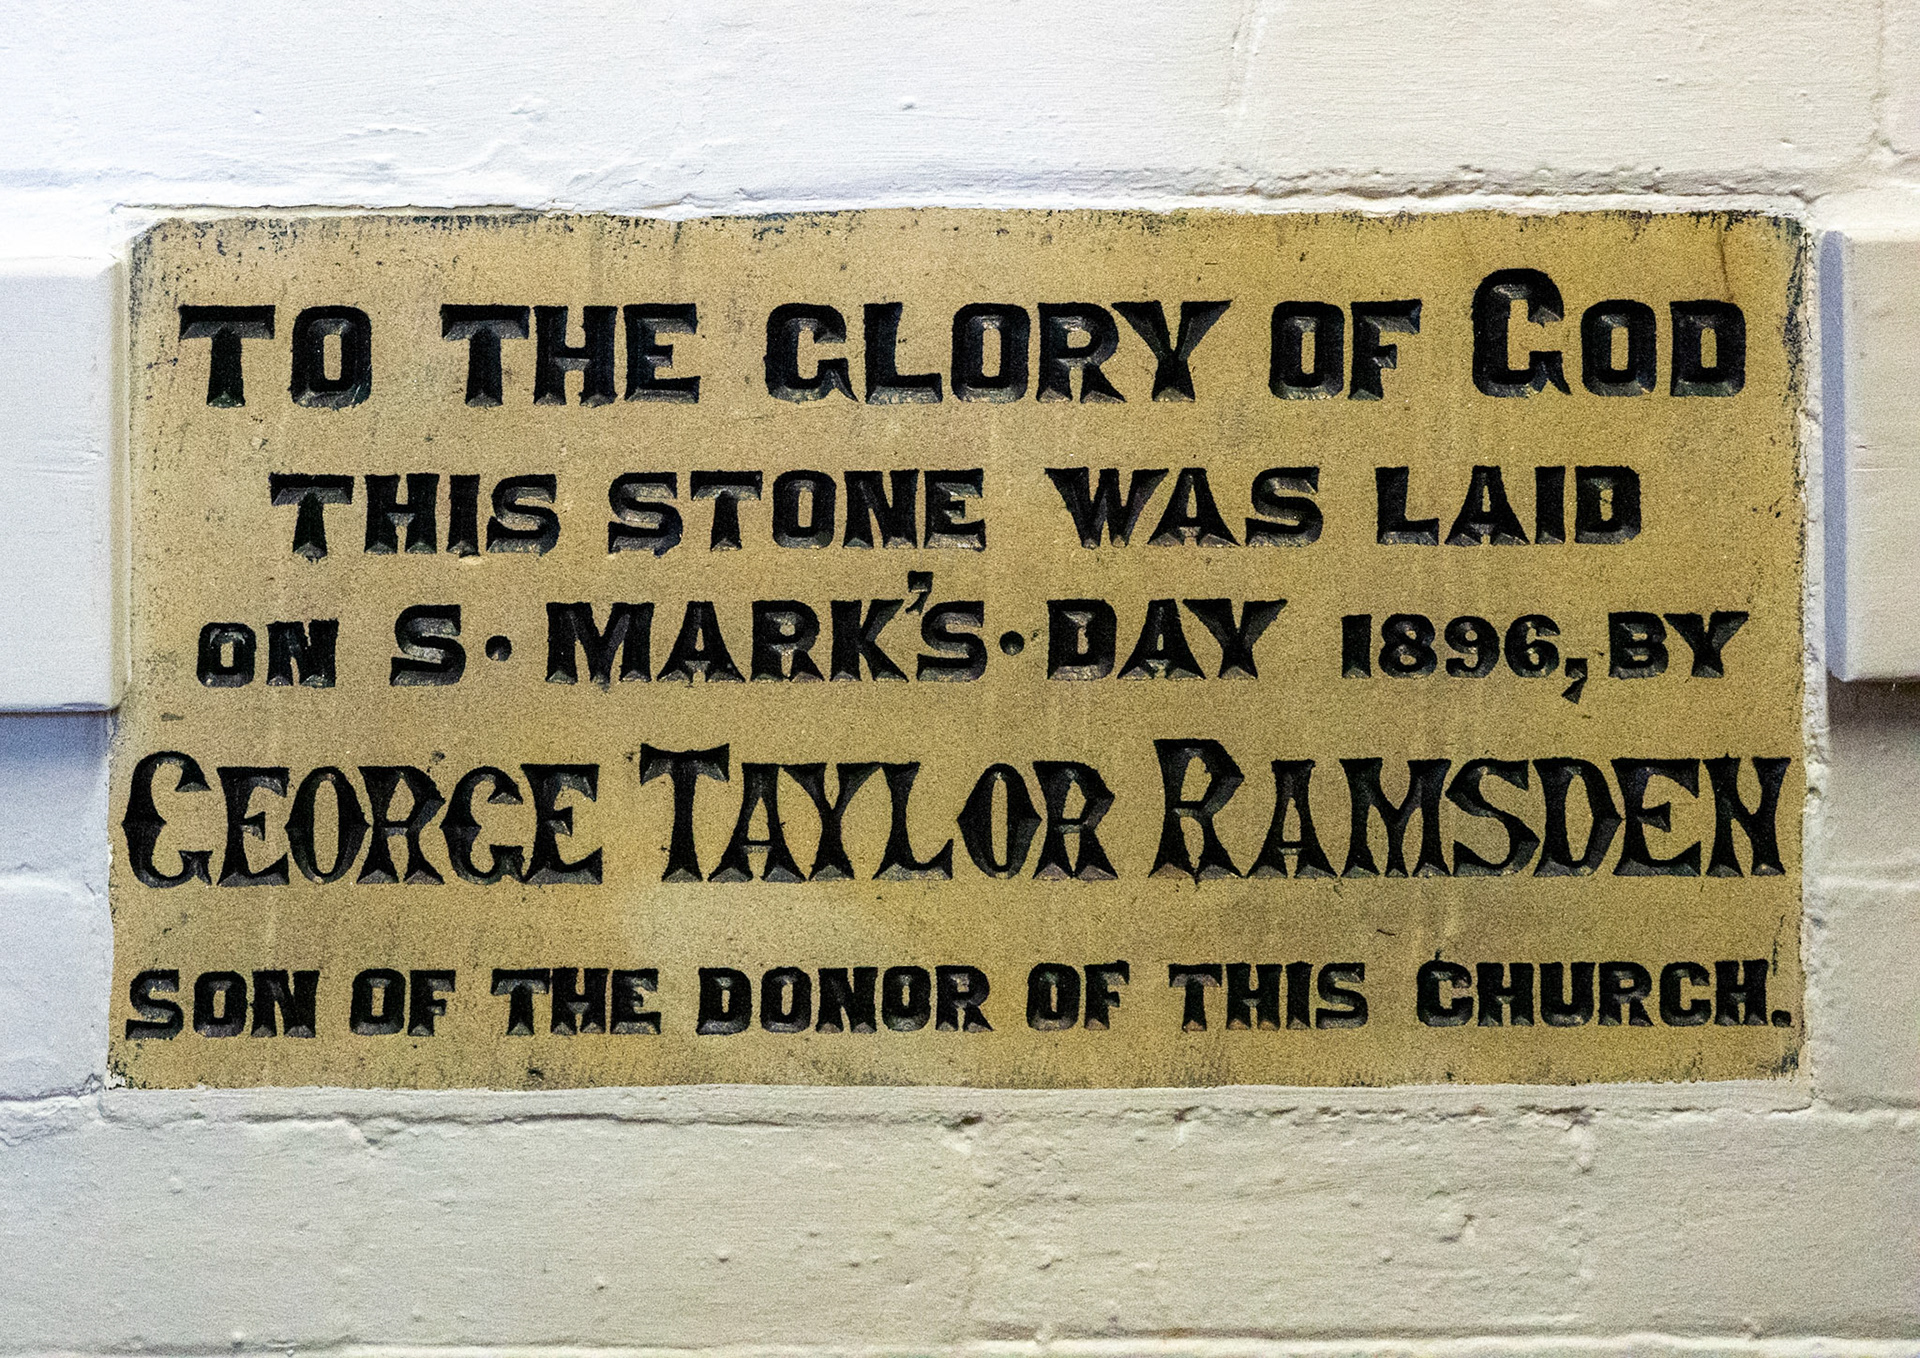 TO THE GLORY OF GOD
THIS STONE WAS LAID
ON S· MARK'S· DAY 1896, BY
GEORGE TAYLOR RAMSDEN
SON OF THE DONOR OF THIS CHURCH.